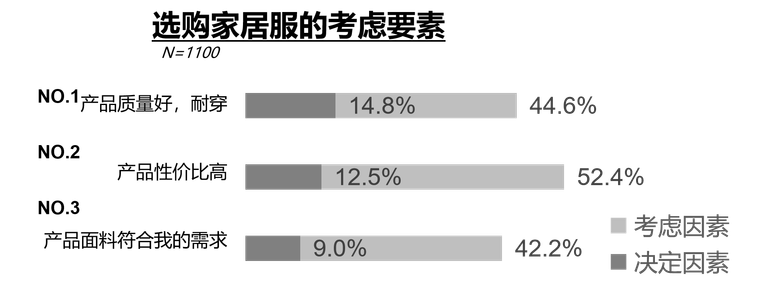 选购家居服的考虑要素
N=1100
NO.1
产品质量好，耐穿
14.8%
44.6%
NO.2
产品性价比高
12.5%
52.4%
NO.3
产品面料符合我的需求
9.0%
42.2%
考虑因素
决定因素